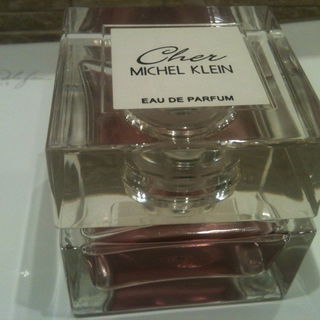 Cher
MICHEL KLEIN
EAU DE PARFUM